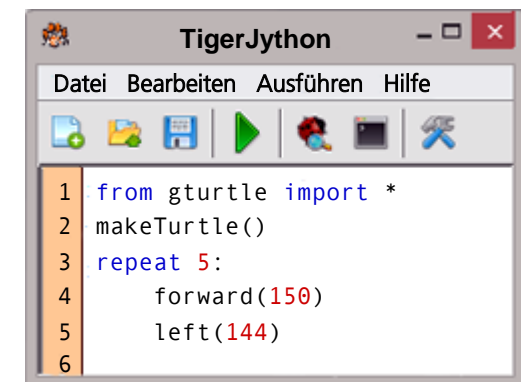 TigerJython
Datei Bearbeiten Ausführen Hilfe
1 from gturtle import *
2 makeTurtle()
3 repeat 5:
4     forward(150)
5     left(144)
6